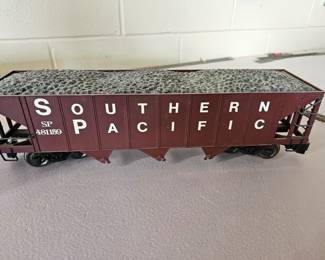 SOUTHERN
PACIFIC
SP
481189